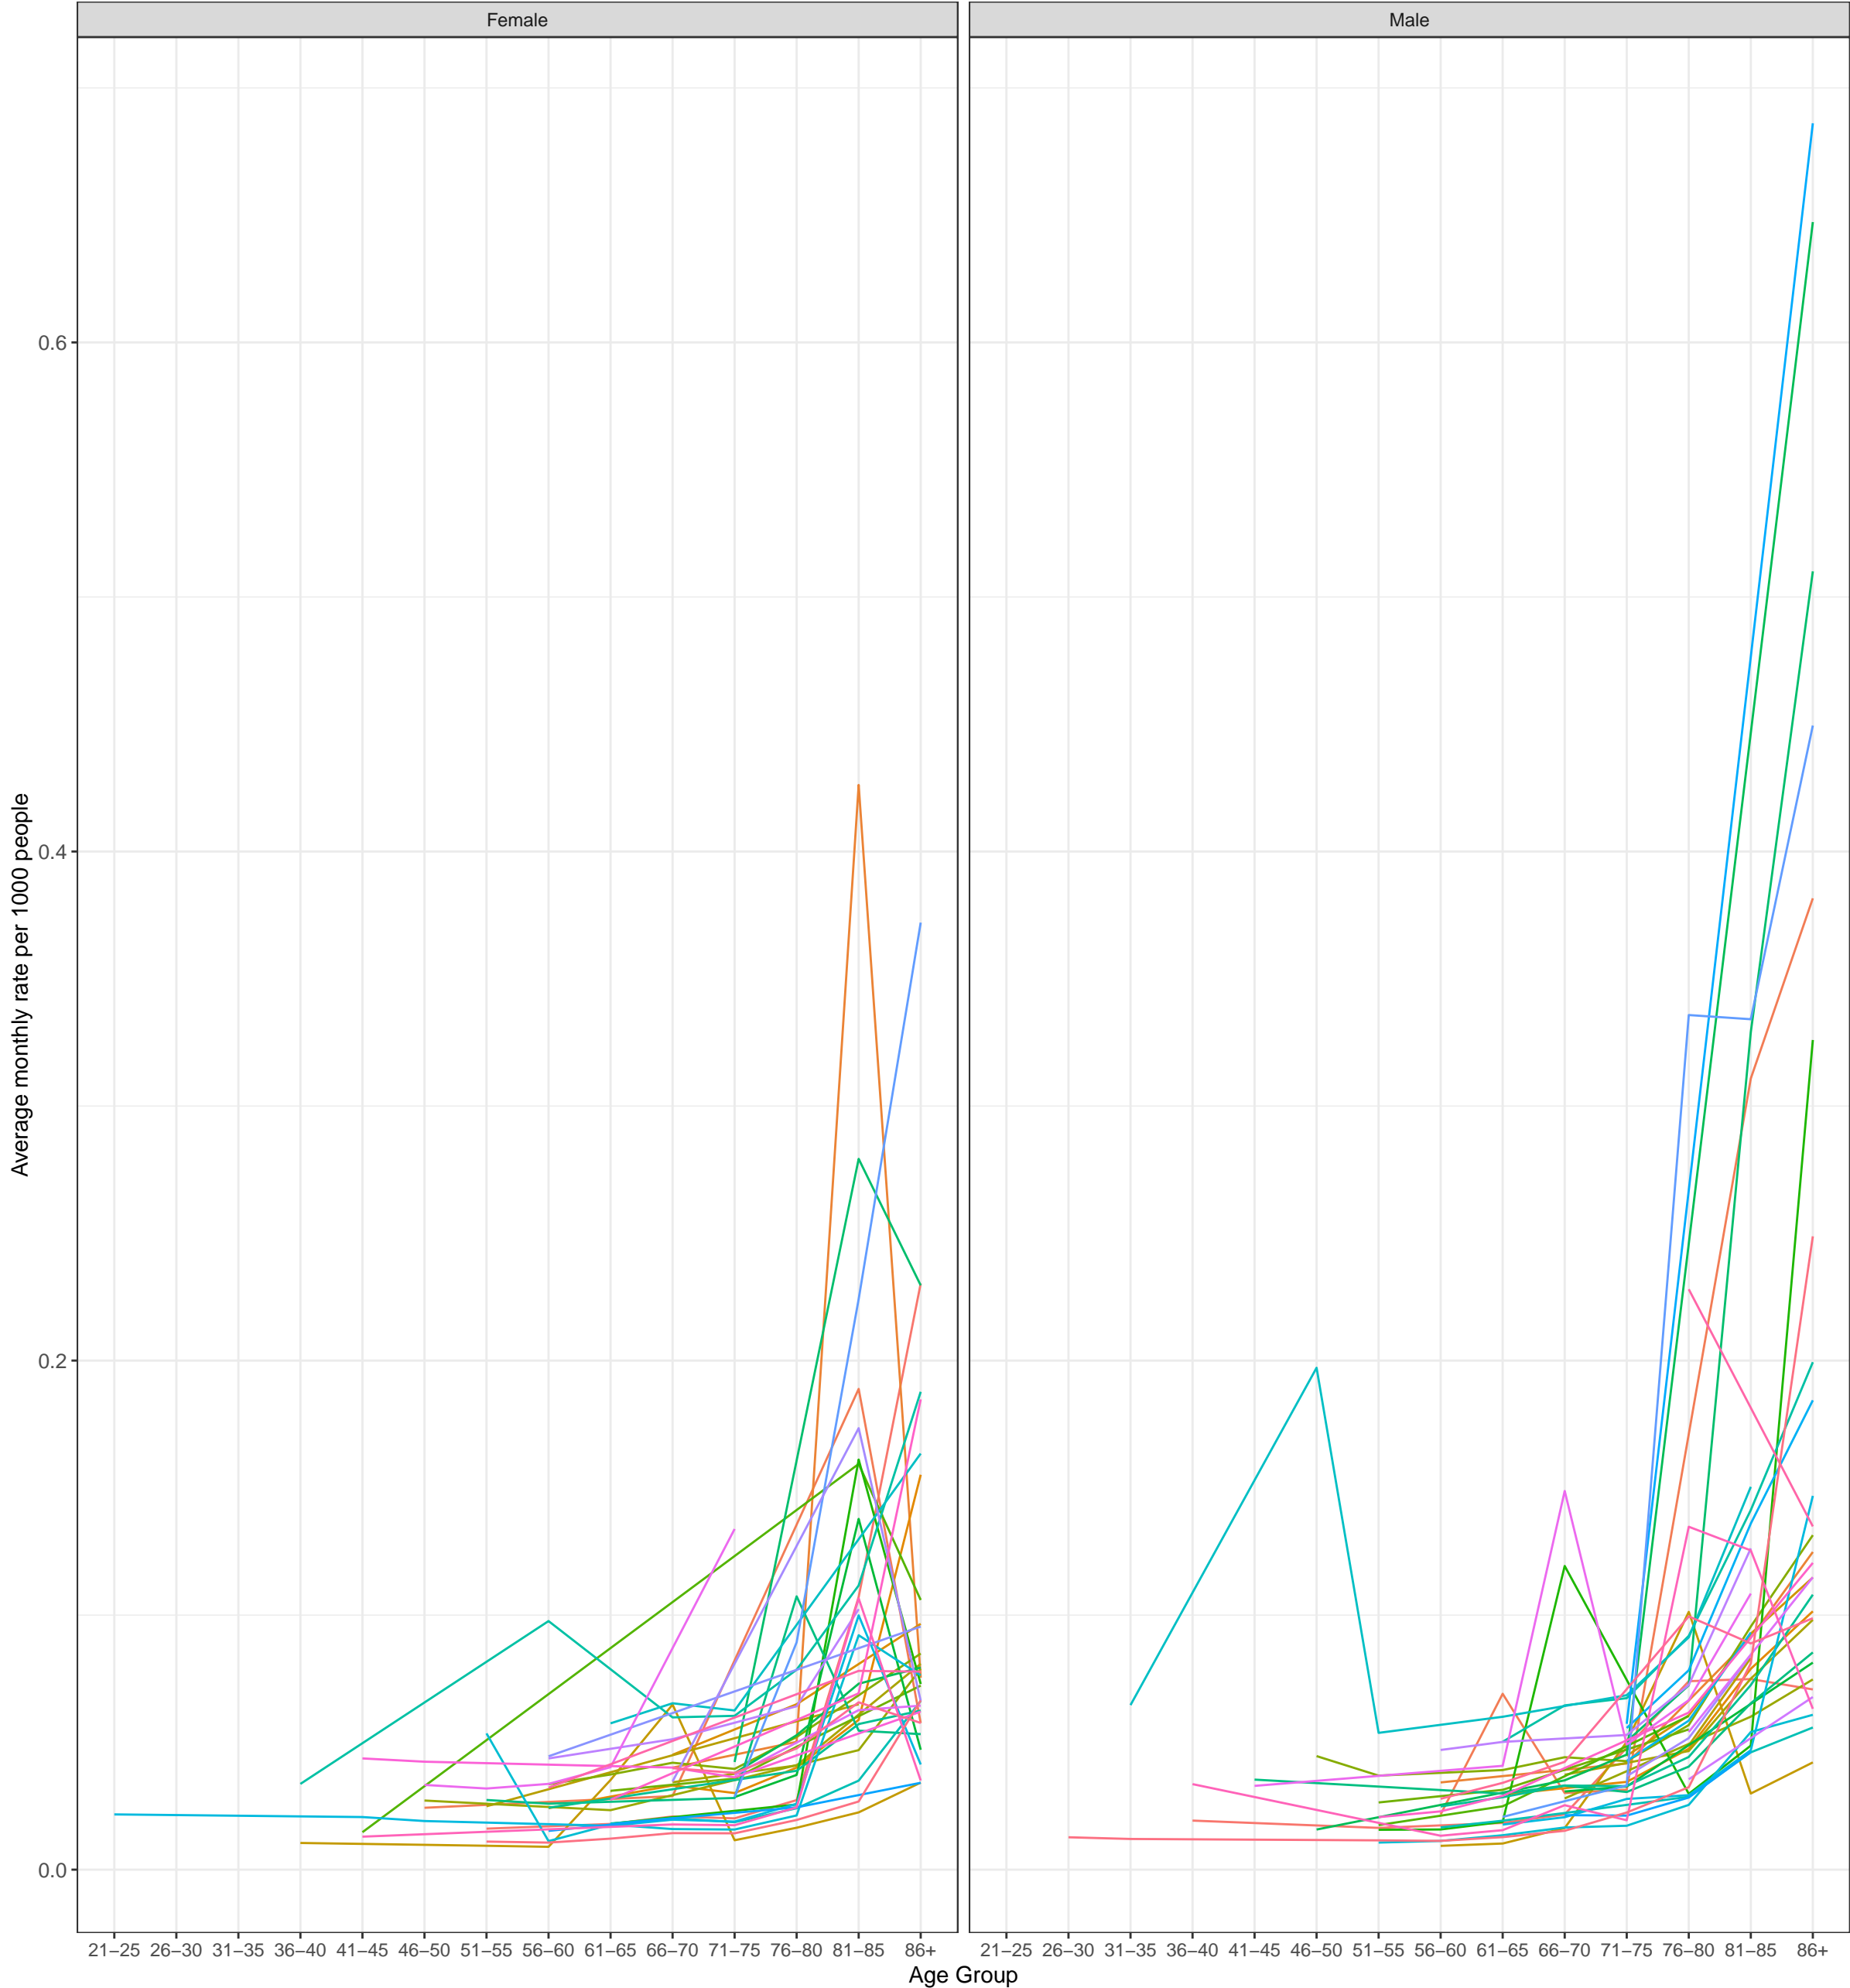 Female Male
Average monthly rate per 1000 people
0.6
0.4
0.2
0.0
21–25 26–30 31–35 36–40 41–45 46–50 51–55 56–60 61–65 66–70 71–75 76–80 81–85 86+ 21–25 26–30 31–35 36–40 41–45 46–50 51–55 56–60 61–65 66–70 71–75 76–80 81–85 86+
Age Group